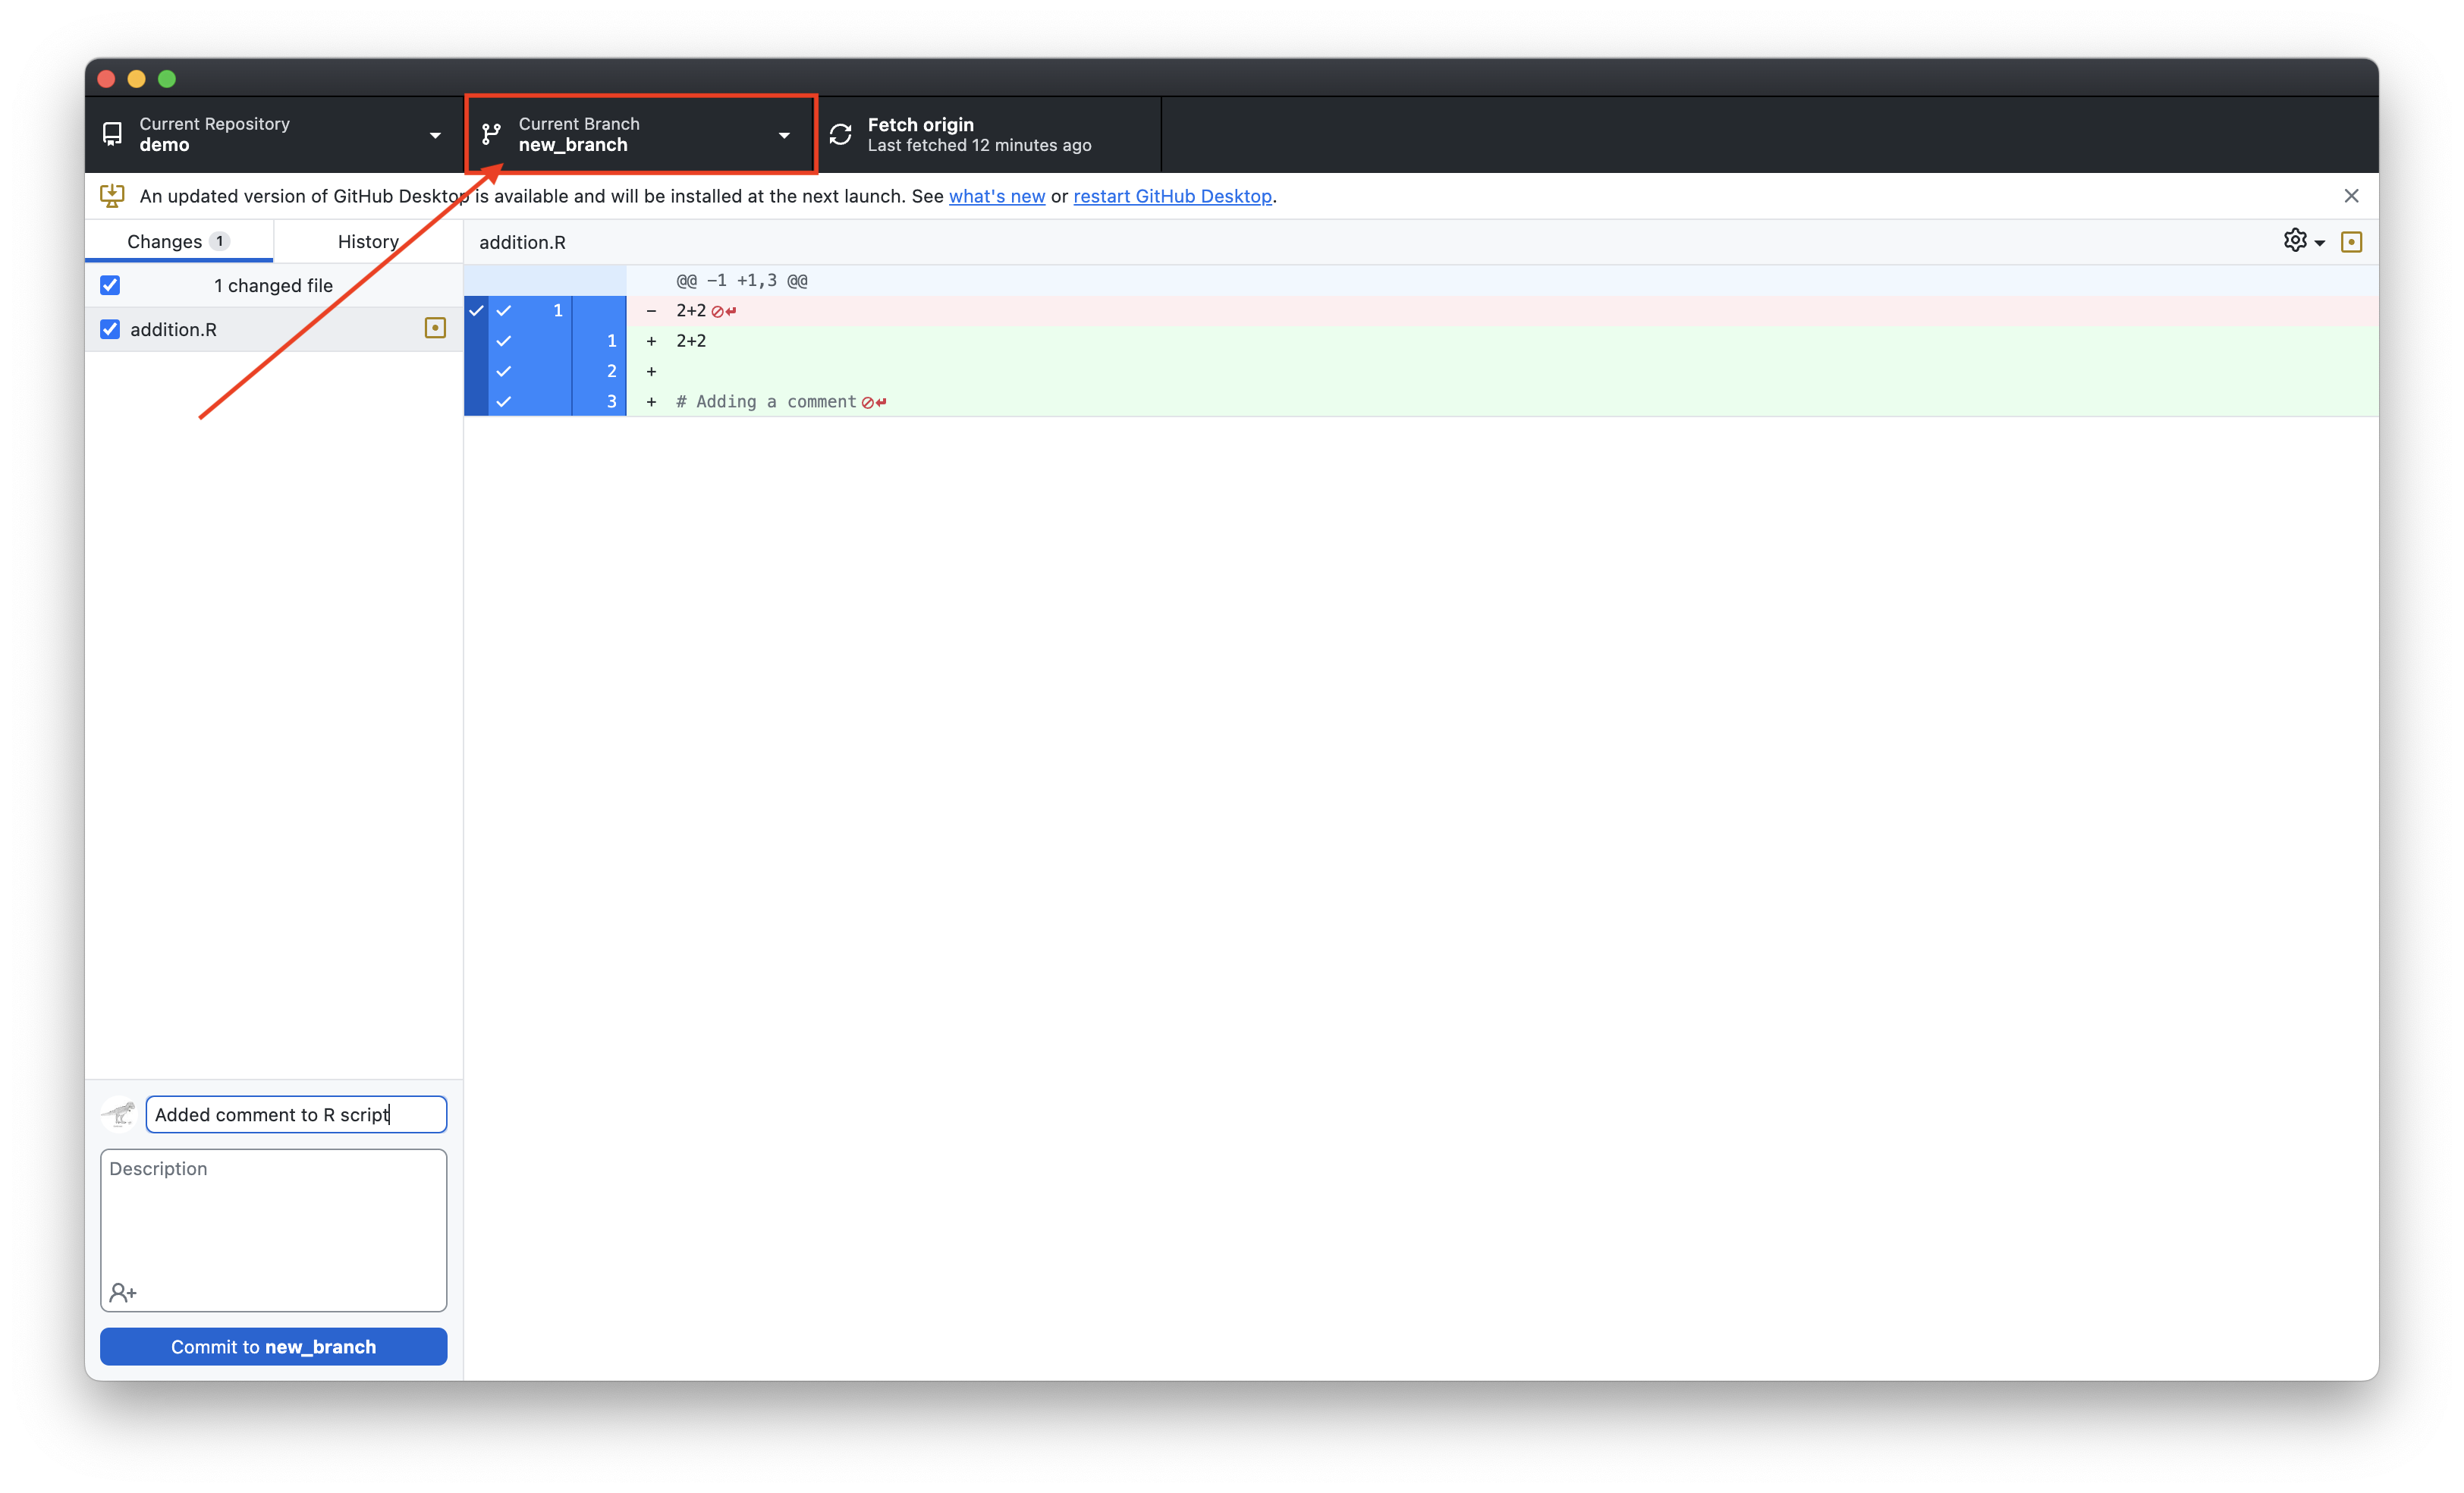 Current Repository
demo
Current Branch
new_branch
Fetch origin
Last fetched 12 minutes ago
An updated version of GitHub Desktop is available and will be installed at the next launch. See what's new or restart GitHub Desktop.
Changes 1
History
1 changed file
addition.R
addition.R
@@ -1 +1,3 @@
1 - 2+2
1 + 2+2
2 +
3 + # Adding a comment
Added comment to R script
Description
Commit to new_branch